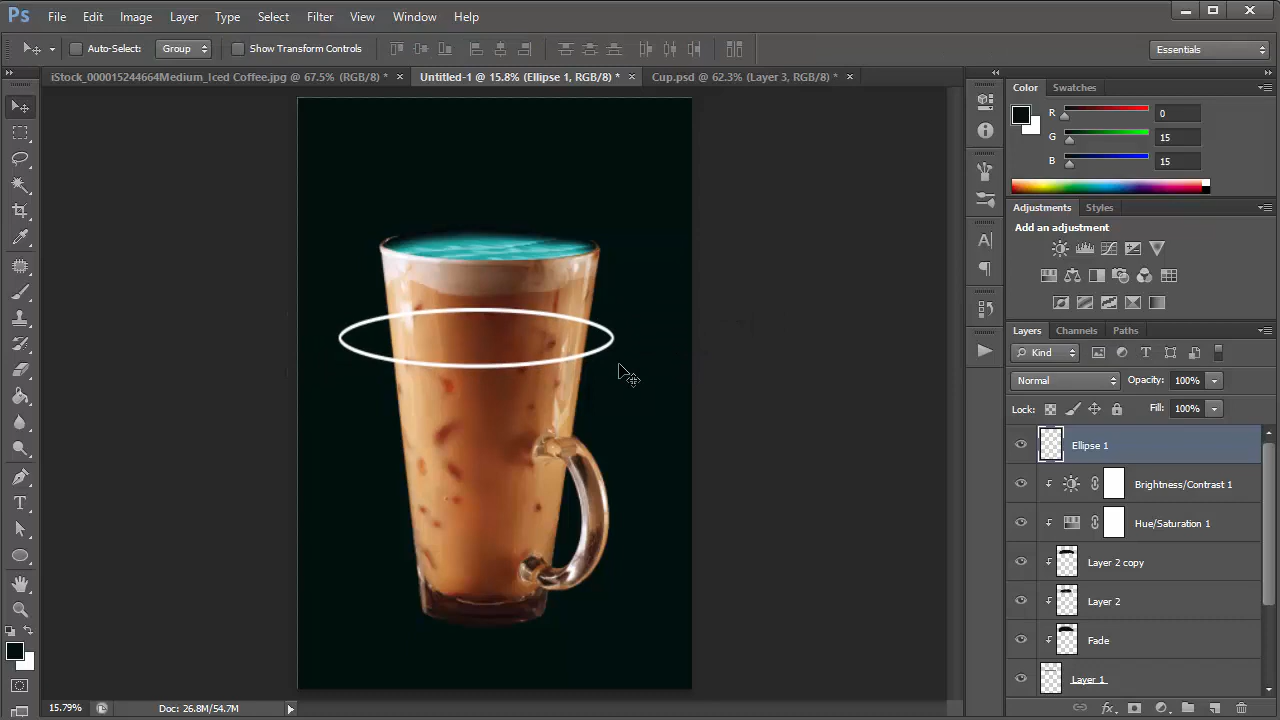 Ps File Edit Image Layer Type Select Filter View Window Help
Auto-Select: Group Show Transform Controls Essentials
iStock_000015244664Medium_Iced Coffee.jpg @ 67.5% (RGB/8) * × Untitled-1 @ 15.8% (Ellipse 1, RGB/8) * × Cup.psd @ 62.3% (Layer 3, RGB/8) * ×
Color Swatches
R 0
G 15
B 15
Adjustments Styles
Add an adjustment
Layers Channels Paths
Kind
Normal Opacity: 100%
Lock: Fill: 100%
Ellipse 1
Brightness/Contrast 1
Hue/Saturation 1
Layer 2 copy
Layer 2
Fade
Layer 1
15.79% Doc: 26.8M/54.7M